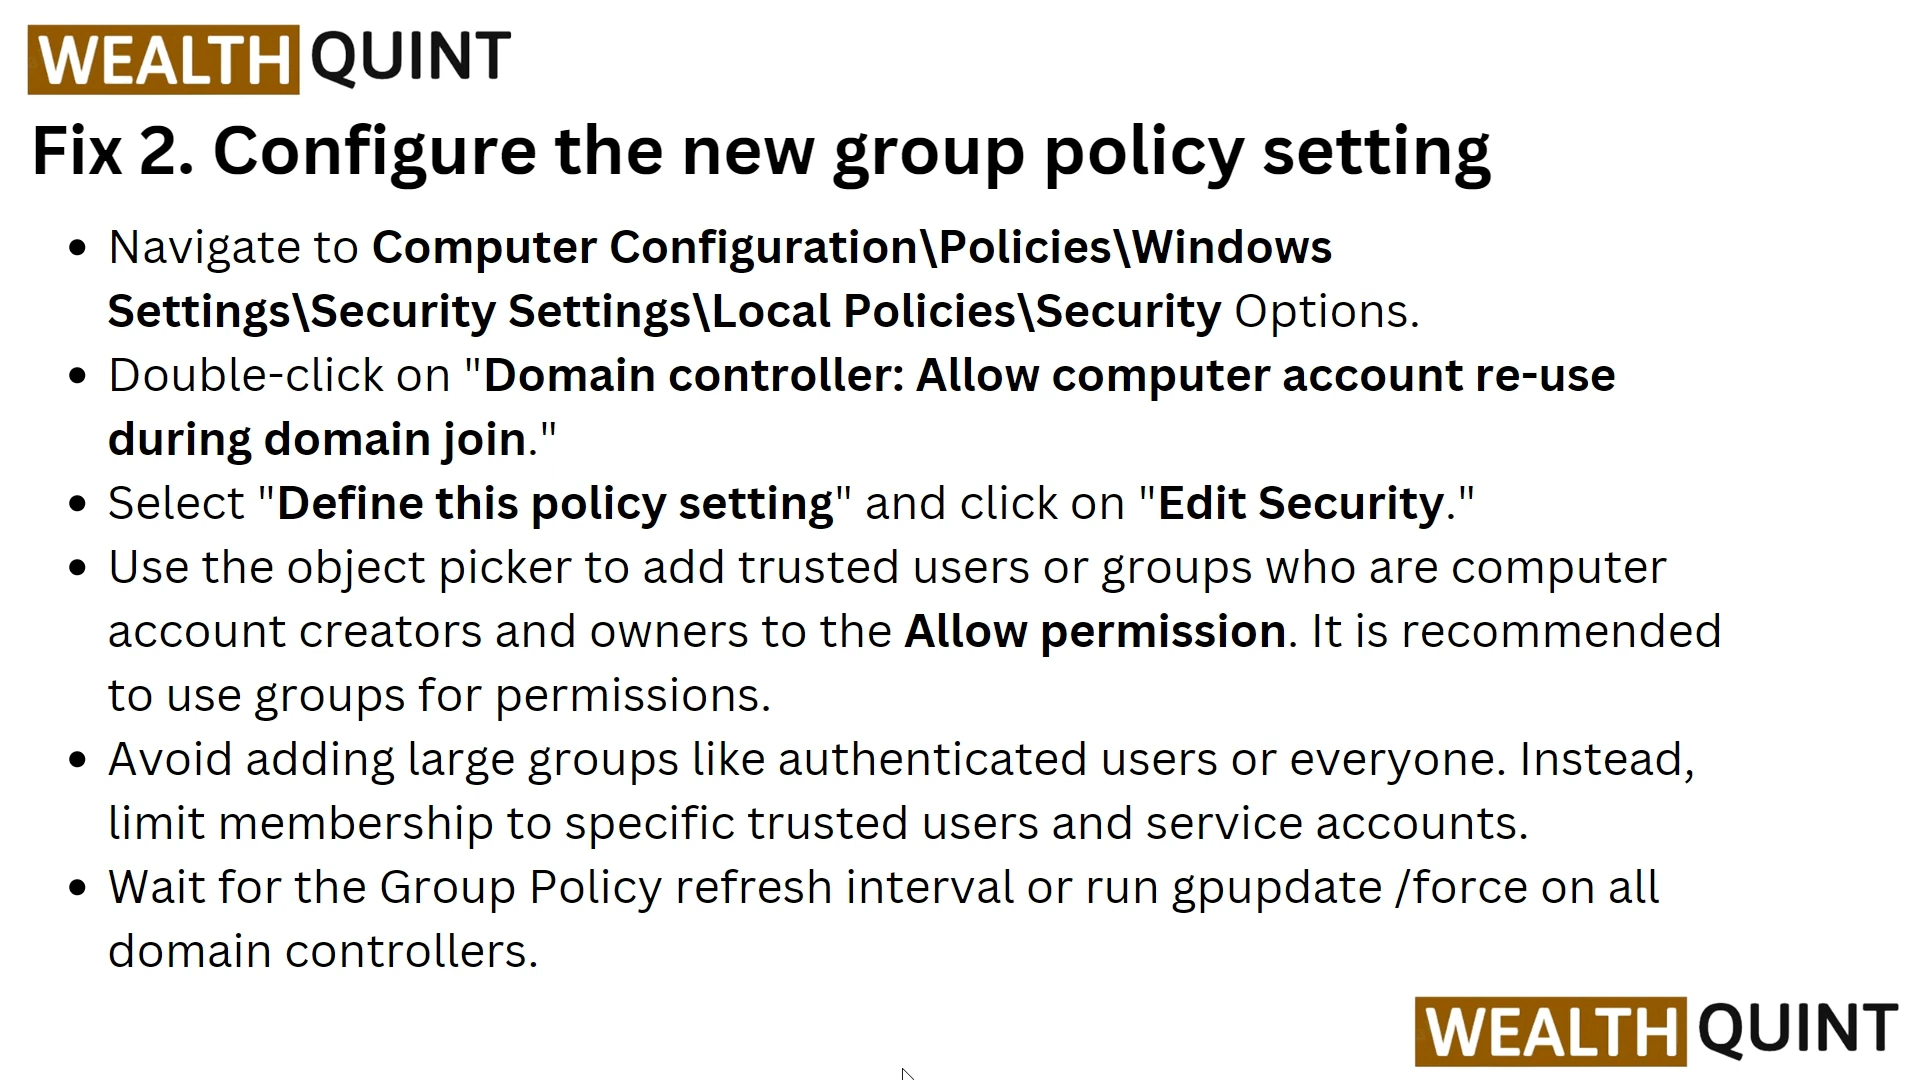 WEALTH QUINT
Fix 2. Configure the new group policy setting
• Navigate to Computer Configuration\Policies\Windows
Settings\Security Settings\Local Policies\Security Options.
• Double-click on "Domain controller: Allow computer account re-use
during domain join."
• Select "Define this policy setting" and click on "Edit Security."
• Use the object picker to add trusted users or groups who are computer
account creators and owners to the Allow permission. It is recommended
to use groups for permissions.
• Avoid adding large groups like authenticated users or everyone. Instead,
limit membership to specific trusted users and service accounts.
• Wait for the Group Policy refresh interval or run gpupdate /force on all
domain controllers.
WEALTH QUINT